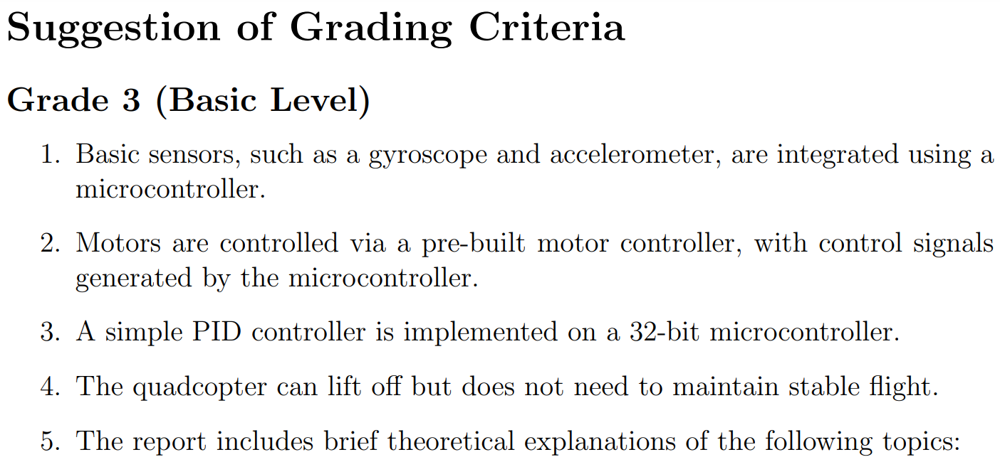 Suggestion of Grading Criteria
Grade 3 (Basic Level)
1. Basic sensors, such as a gyroscope and accelerometer, are integrated using a
microcontroller.
2. Motors are controlled via a pre-built motor controller, with control signals
generated by the microcontroller.
3. A simple PID controller is implemented on a 32-bit microcontroller.
4. The quadcopter can lift off but does not need to maintain stable flight.
5. The report includes brief theoretical explanations of the following topics: